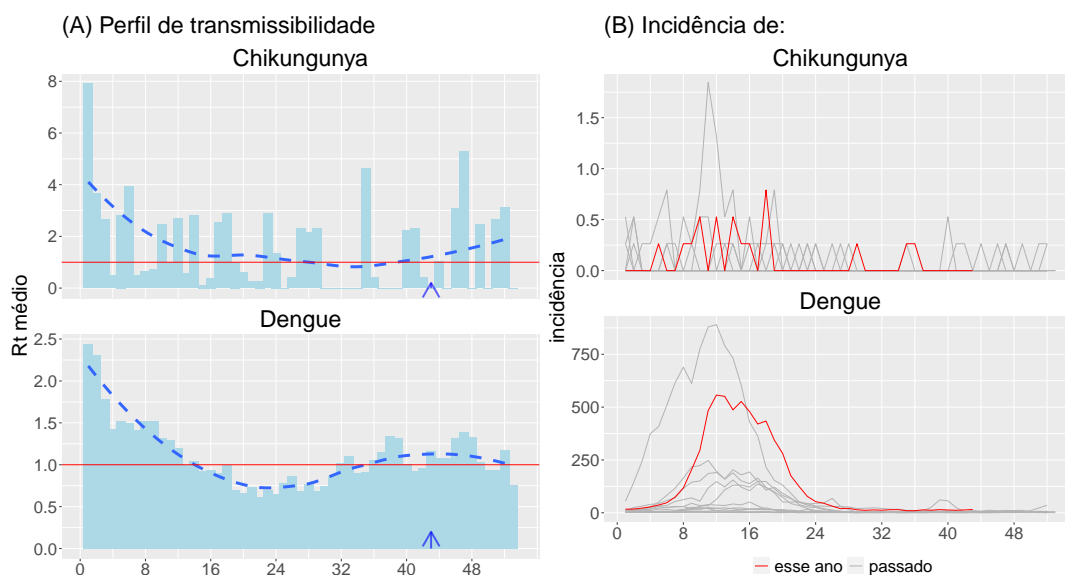 (A) Perfil de transmissibilidade
Chikungunya
8
6
4
2
0
Dengue
2.5
2.0
1.5
1.0
0.5
0.0
0 8 16 24 32 40 48
Rt médio
(B) Incidência de:
Chikungunya
1.5
1.0
0.5
0.0
Dengue
750
500
250
0
0 8 16 24 32 40 48
incidência
esse ano passado